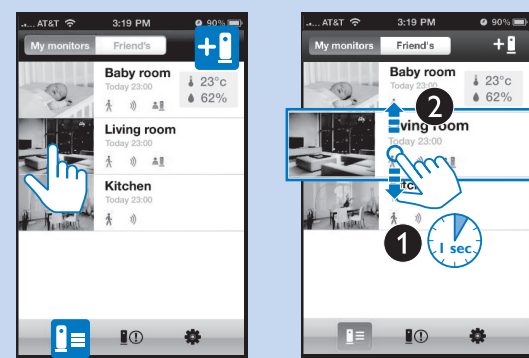 AT&T 3:19 PM 90%
My monitors Friend's
Baby room
Today 23:00
23°c
62%
Living room
Today 23:00
Kitchen
Today 23:00
AT&T 3:19 PM 90%
My monitors Friend's
Baby room
Today 23:00
23°c
62%
2
ving room
Today 23:00
1
1 sec